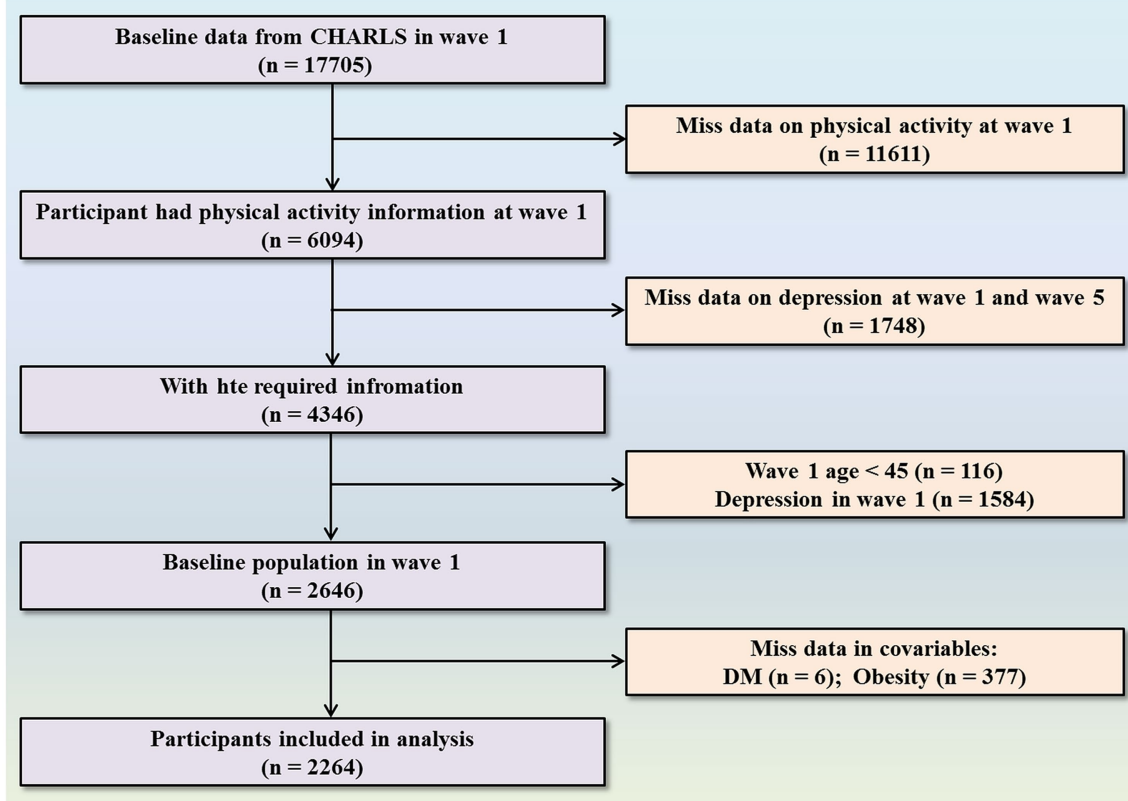 Baseline data from CHARLS in wave 1
(n = 17705)
Miss data on physical activity at wave 1
(n = 11611)
Participant had physical activity information at wave 1
(n = 6094)
Miss data on depression at wave 1 and wave 5
(n = 1748)
With hte required infromation
(n = 4346)
Wave 1 age < 45 (n = 116)
Depression in wave 1 (n = 1584)
Baseline population in wave 1
(n = 2646)
Miss data in covariables:
DM (n = 6); Obesity (n = 377)
Participants included in analysis
(n = 2264)